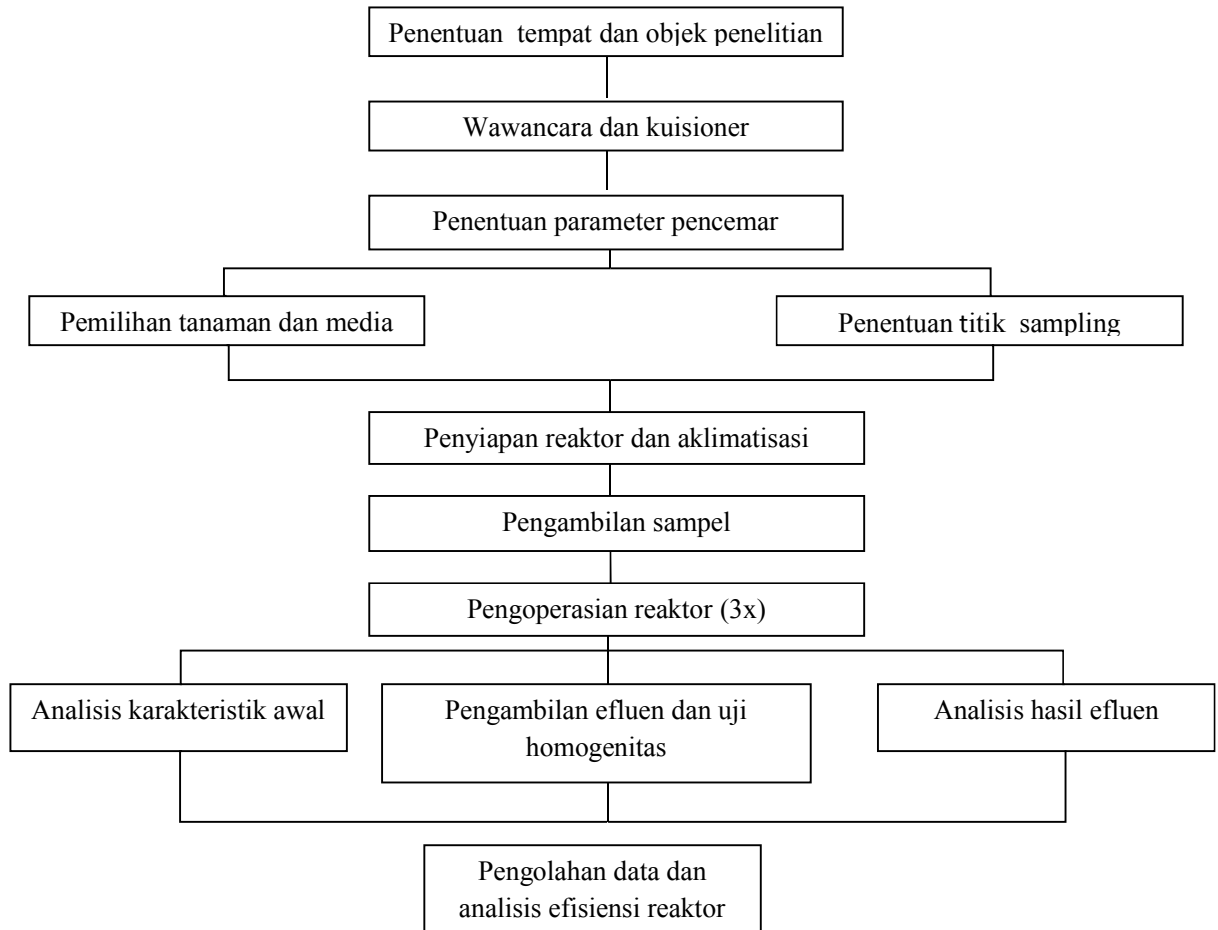 Penentuan  tempat dan objek penelitian
Wawancara dan kuisioner
Penentuan parameter pencemar
Pemilihan tanaman dan media
Penentuan titik  sampling
Penyiapan reaktor dan aklimatisasi
Pengambilan sampel
Pengoperasian reaktor (3x)
Analisis karakteristik awal
Pengambilan efluen dan uji
homogenitas
Analisis hasil efluen
Pengolahan data dan
analisis efisiensi reaktor